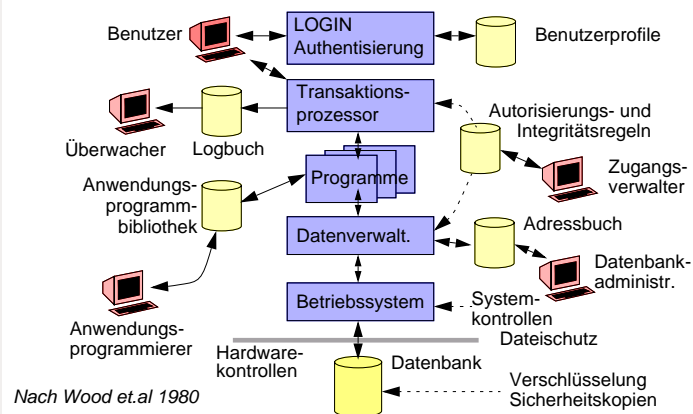 Benutzer
LOGIN
Authentisierung
Benutzerprofile
Transaktions-
prozessor
Überwacher
Logbuch
Autorisierungs- und
Integritätsregeln
Zugangs-
verwalter
Anwendungs-
programm-
bibliothek
Programme
Adressbuch
Datenverwalt.
Datenbank-
administr.
Betriebssystem
System-
kontrollen
Dateischutz
Anwendungs-
programmierer
Hardware-
kontrollen
Datenbank
Verschlüsselung
Sicherheitskopien
Nach Wood et.al 1980